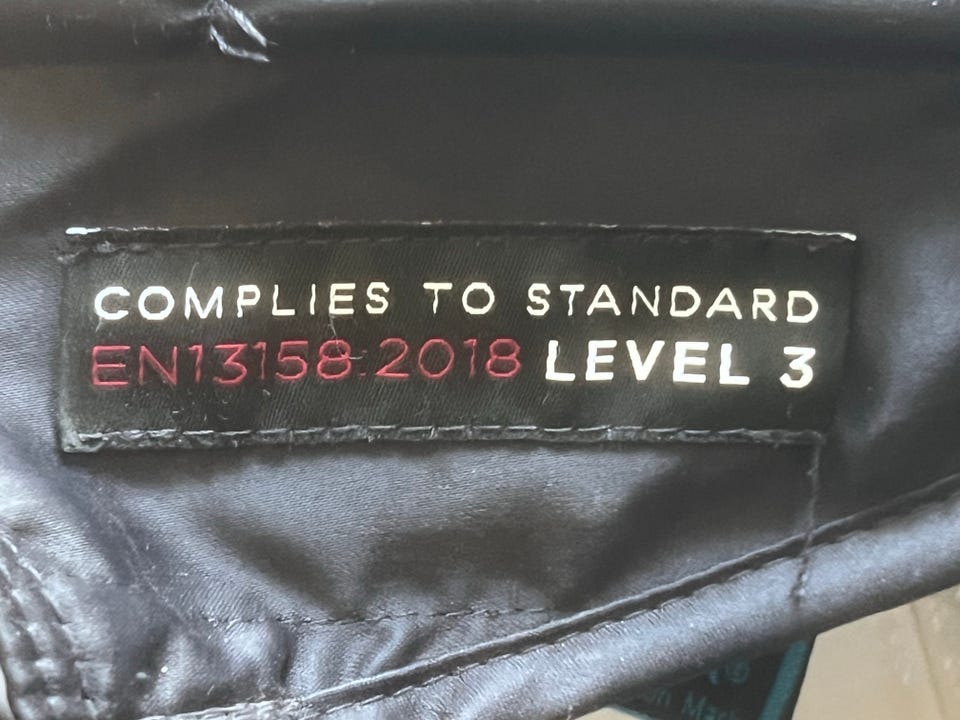 COMPLIES TO STANDARD
EN13158:2018 LEVEL 3